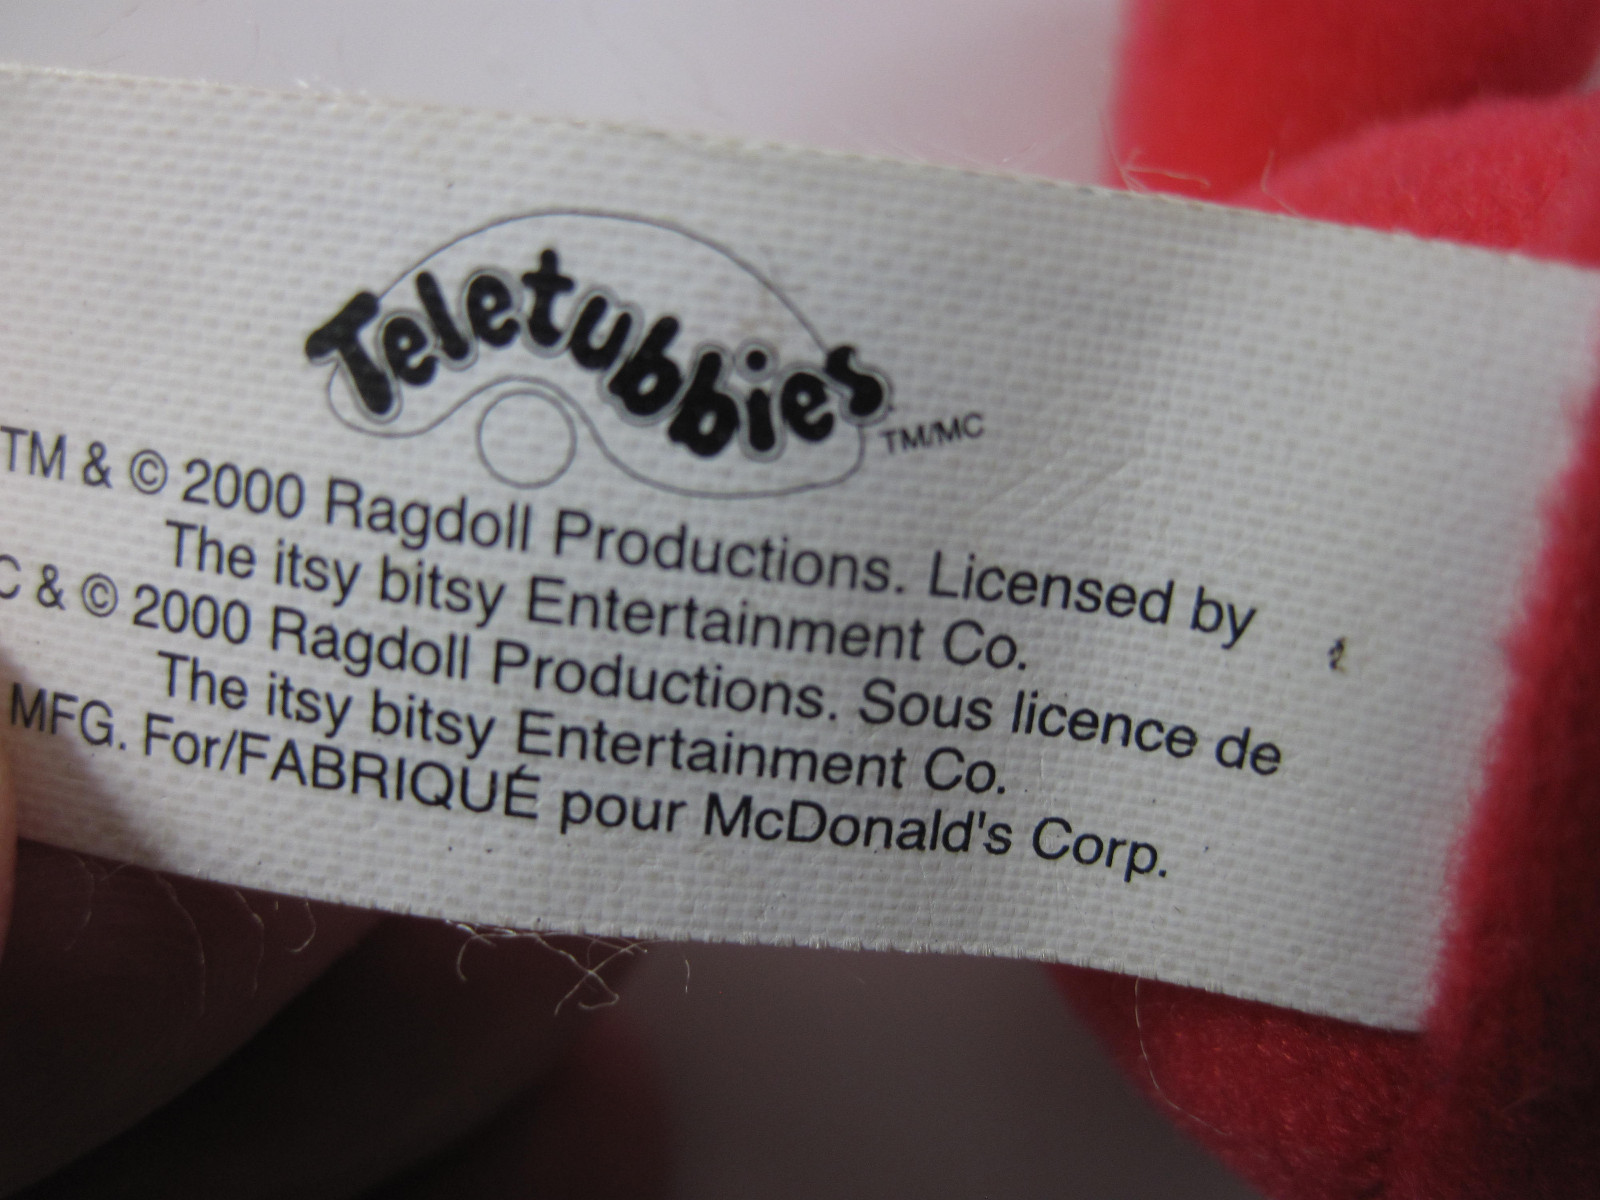 Teletubbies TM/MC
TM & © 2000 Ragdoll Productions. Licensed by
The itsy bitsy Entertainment Co.
C & © 2000 Ragdoll Productions. Sous licence de
The itsy bitsy Entertainment Co.
MFG. For/FABRIQUÉ pour McDonald's Corp.